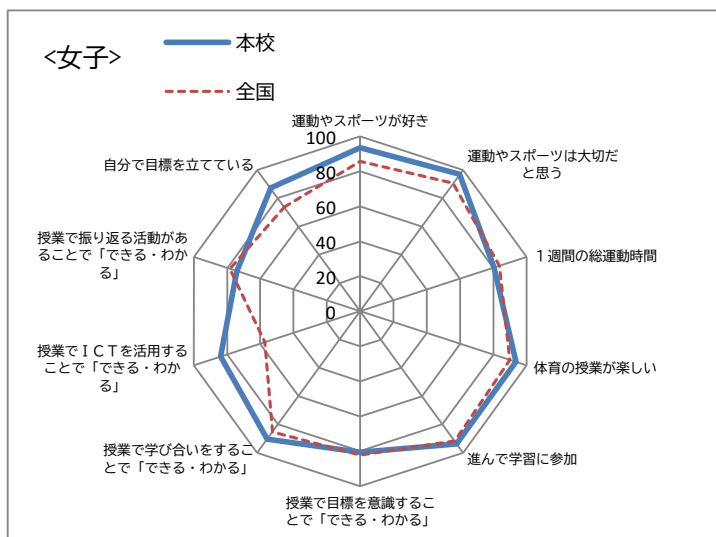 <女子>
本校
全国
運動やスポーツが好き
運動やスポーツは大切だ
と思う
１週間の総運動時間
体育の授業が楽しい
進んで学習に参加
授業で目標を意識するこ
とで「できる・わかる」
授業で学び合いをするこ
とで「できる・わかる」
授業でＩＣＴを活用する
ことで「できる・わか
る」
授業で振り返る活動があ
ることで「できる・わか
る」
自分で目標を立てている
100
80
60
40
20
0